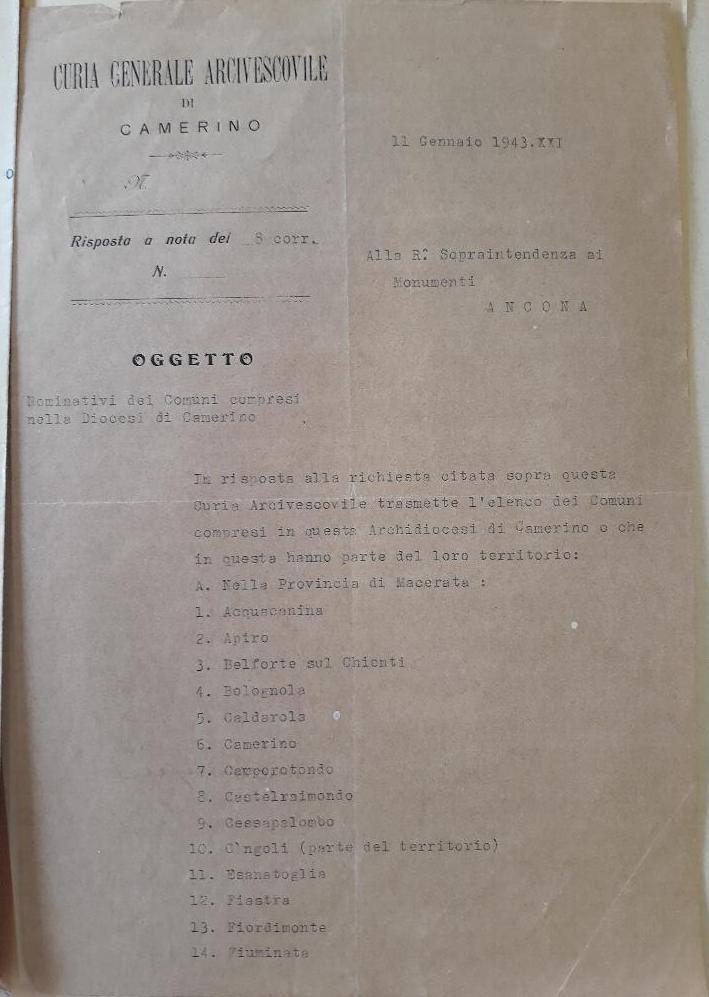 CURIA GENERALE ARCIVESCOVILE
DI
CAMERINO
11 Gennaio 1943.XXI
N.
Risposta a nota del 8 corr.
N.
Alla R. Sopraintendenza ai
Monumenti
ANCONA
OGGETTO
Nominativi dei Comuni compresi
nella Diocesi di Camerino
In risposta alla richiesta citata sopra questa
Curia Arcivescovile trasmette l'elenco dei Comuni
compresi in questa Archidiocesi di Camerino o che
in questa hanno parte del loro territorio:
A. Nella Provincia di Macerata :
1. Acquacanina
2. Apiro
3. Belforte sul Chienti
4. Bolognola
5. Caldarola
6. Camerino
7. Camporotondo
8. Castelraimondo
9. Cessapalombo
10. C`ngoli (parte del territorio)
11. Esanatoglia
12. Fiastra
13. Fiordimonte
14. Fiuminata